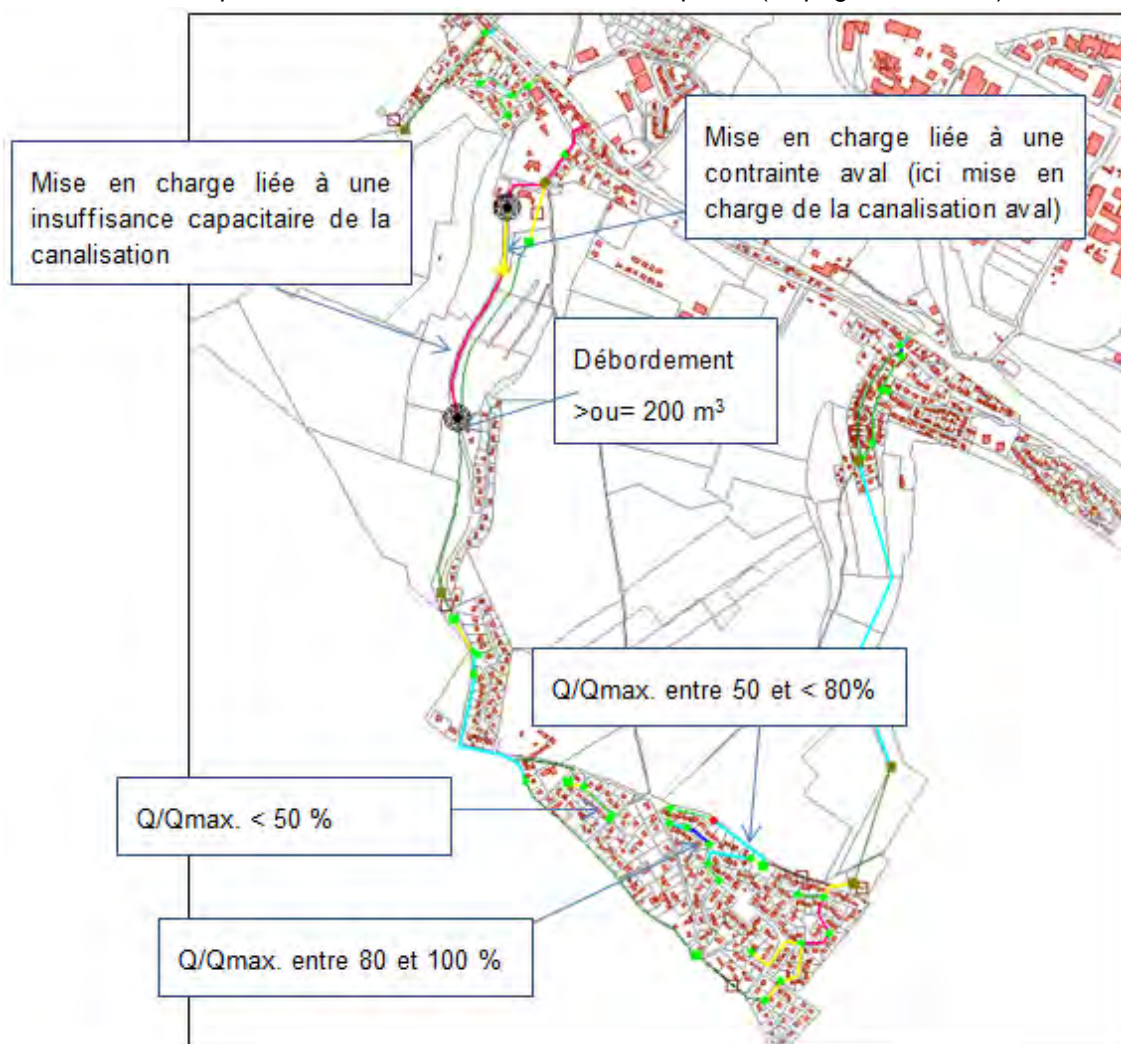 Mise en charge liée à une
contrainte aval (ici mise en
charge de la canalisation aval)
Mise en charge liée à une
insuffisance capacitaire de la
canalisation
Débordement
>ou= 200 m³
Q/Qmax. entre 50 et < 80%
Q/Qmax. < 50 %
Q/Qmax. entre 80 et 100 %